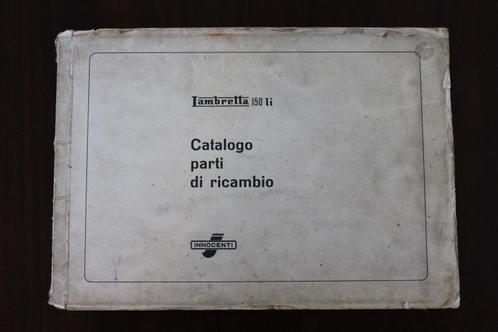 Lambretta 150 li
Catalogo
parti
di ricambio
INNOCENTI